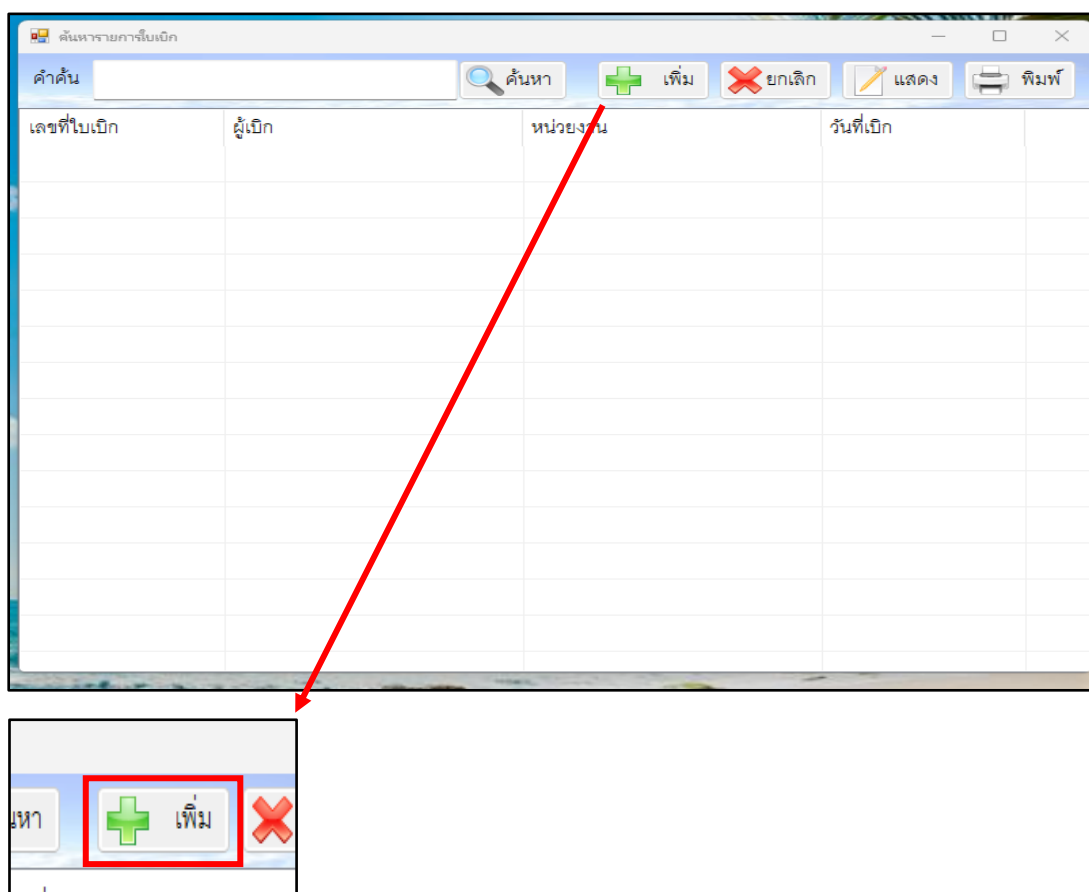 ค้นหารายการใบเบิก
คำค้น ค้นหา เพิ่ม ยกเลิก แสดง พิมพ์
เลขที่ใบเบิก ผู้เบิก หน่วยงาน วันที่เบิก
นหา เพิ่ม